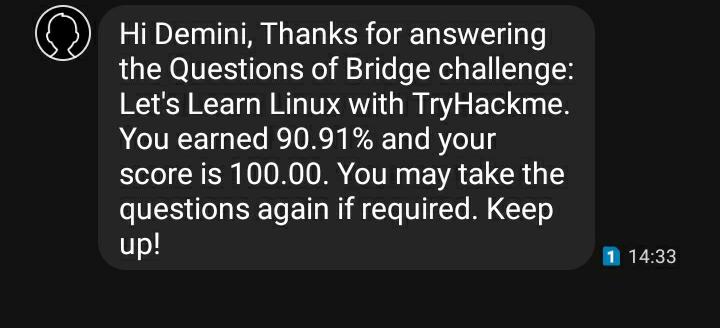 Hi Demini, Thanks for answering
the Questions of Bridge challenge:
Let's Learn Linux with TryHackme.
You earned 90.91% and your
score is 100.00. You may take the
questions again if required. Keep
up!
1 14:33